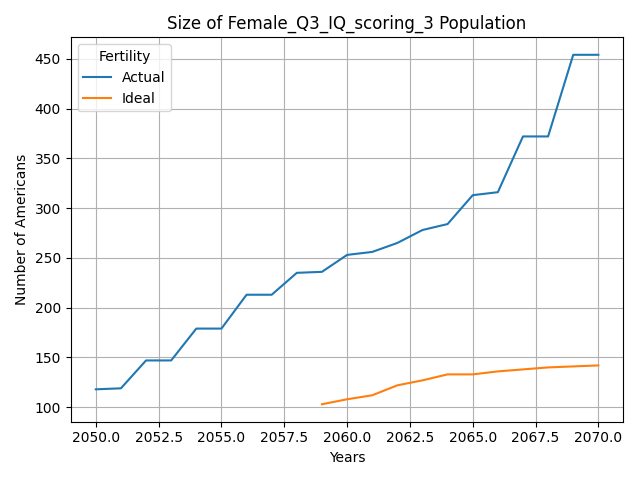 Size of Female_Q3_IQ_scoring_3 Population
Fertility
Actual
Ideal
Number of Americans
450
400
350
300
250
200
150
100
2050.0 2052.5 2055.0 2057.5 2060.0 2062.5 2065.0 2067.5 2070.0
Years